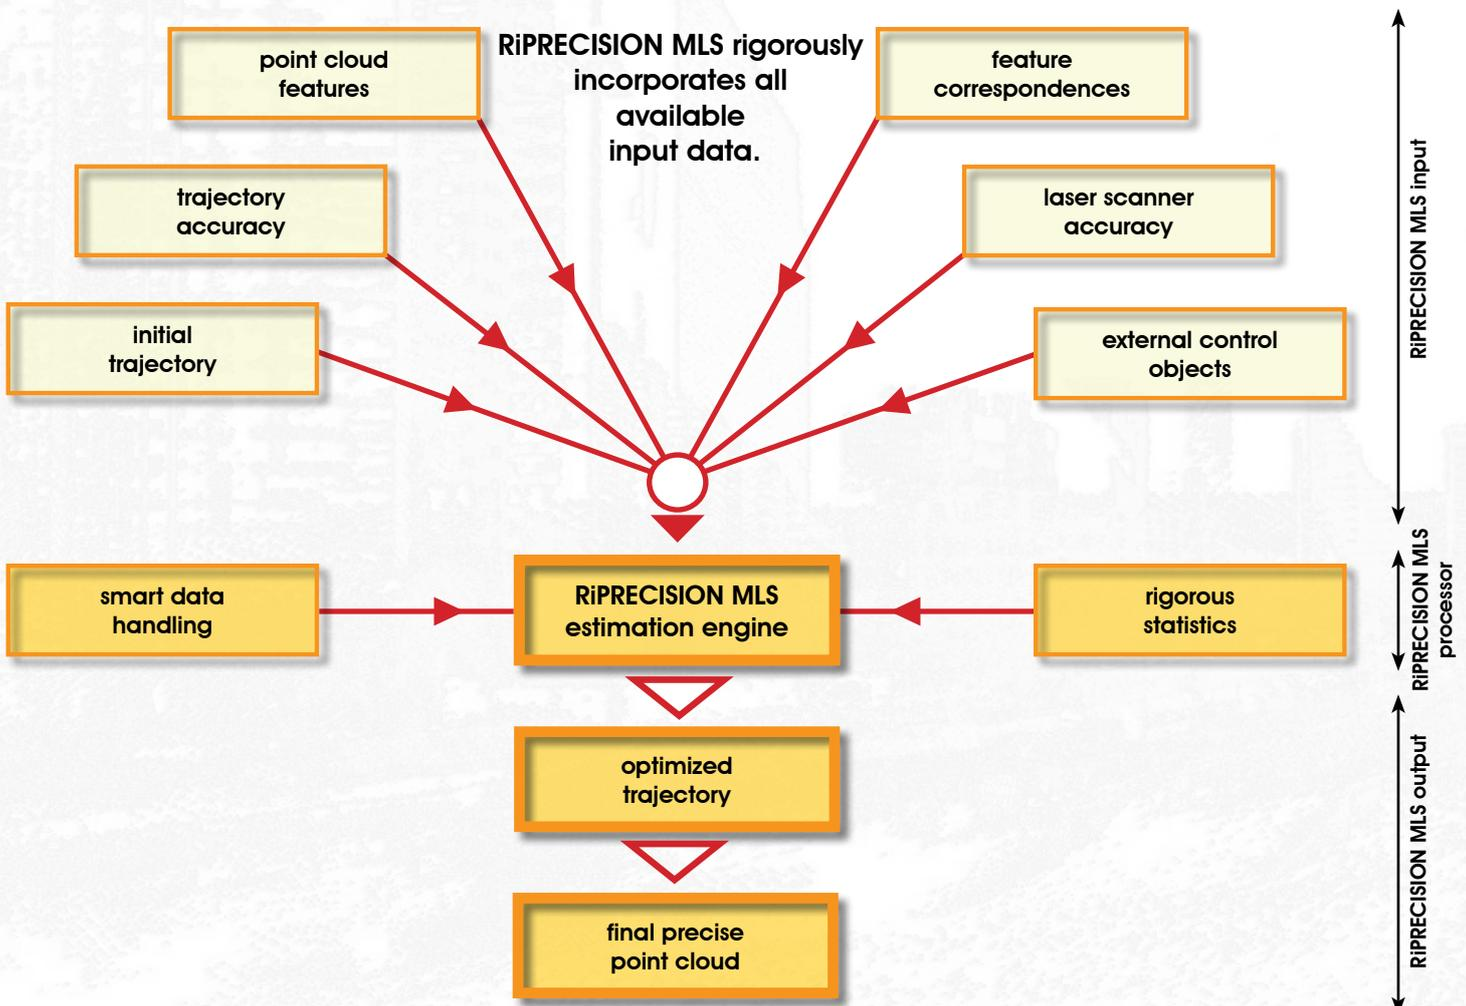 point cloud
features
RiPRECISION MLS rigorously
incorporates all
available
input data.
feature
correspondences
trajectory
accuracy
laser scanner
accuracy
initial
trajectory
external control
objects
RiPRECISION MLS input
smart data
handling
RiPRECISION MLS
estimation engine
rigorous
statistics
RiPRECISION MLS
processor
optimized
trajectory
final precise
point cloud
RiPRECISION MLS output